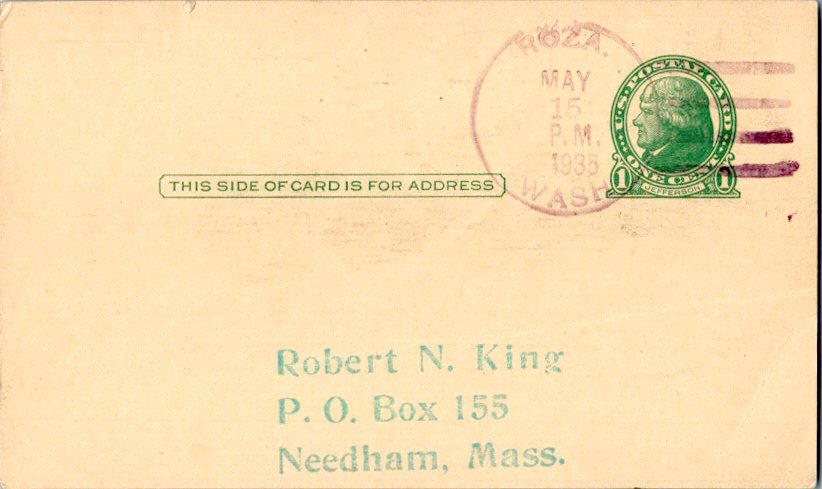 ROZA.
MAY
15
P.M.
1935
WASH
U.S. POSTAL CARD
ONE CENT
1 JEFFERSON 1
THIS SIDE OF CARD IS FOR ADDRESS
Robert N. King
P. O. Box 155
Needham, Mass.